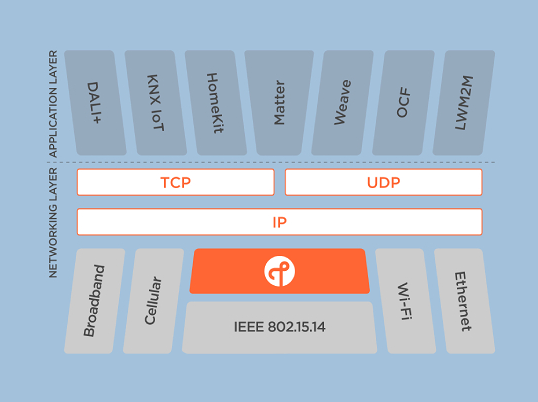 APPLICATION LAYER
DALI+
KNX IoT
HomeKit
Matter
Weave
OCF
LWM2M
NETWORKING LAYER
TCP
UDP
IP
Broadband
Cellular
IEEE 802.15.14
Wi-Fi
Ethernet